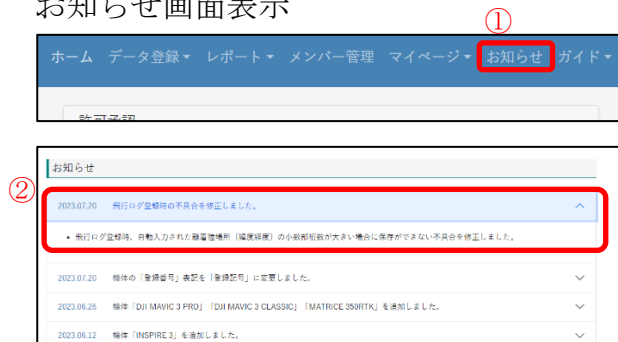 お知らせ画面表示
①
ホーム データ登録 レポート メンバー管理 マイページ お知らせ ガイド
許可承認
お知らせ
②
2023.07.20 飛行ログ登録時の不具合を修正しました。
• 飛行ログ登録時、自動入力された離着陸場所（緯度経度）の小数部桁数が大きい場合に保存ができない不具合を修正しました。
2023.07.20 機体の「登録番号」表記を「登録記号」に変更しました。
2023.06.26 機体「DJI MAVIC 3 PRO」「DJI MAVIC 3 CLASSIC」「MATRICE 350RTK」を追加しました。
2023.06.12 機体「INSPIRE 3」を追加しました。